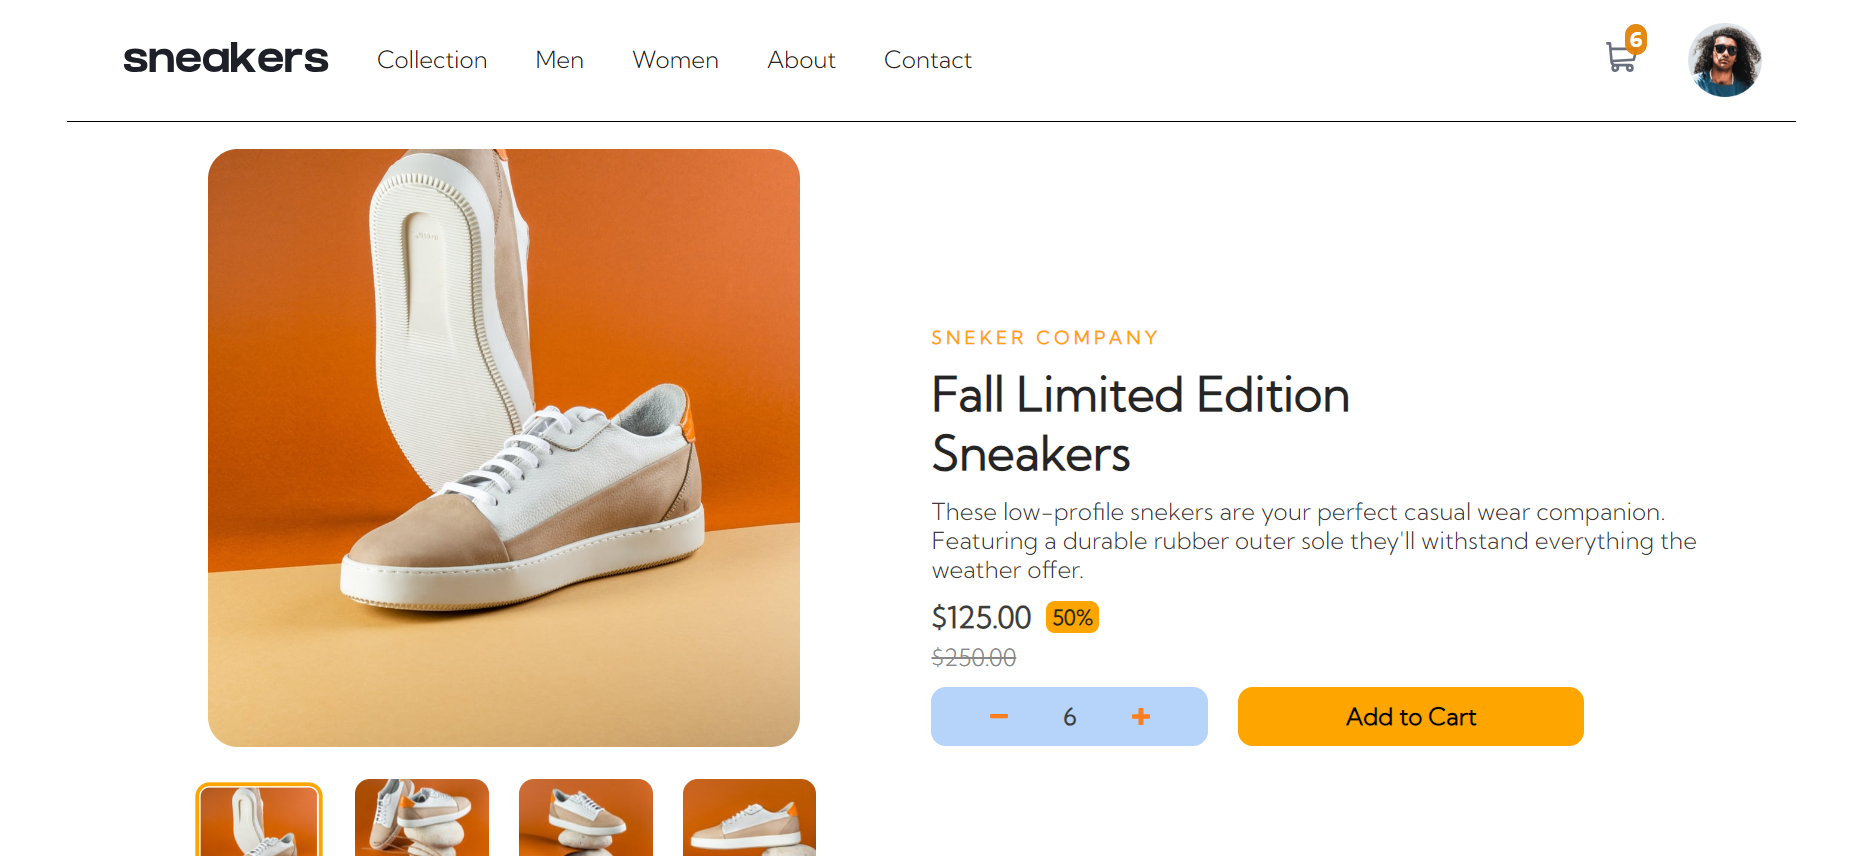 sneakers
Collection
Men
Women
About
Contact
6
SNEKER COMPANY
Fall Limited Edition
Sneakers
These low-profile snekers are your perfect casual wear companion.
Featuring a durable rubber outer sole they'll withstand everything the
weather offer.
$125.00 50%
$250.00
6
Add to Cart